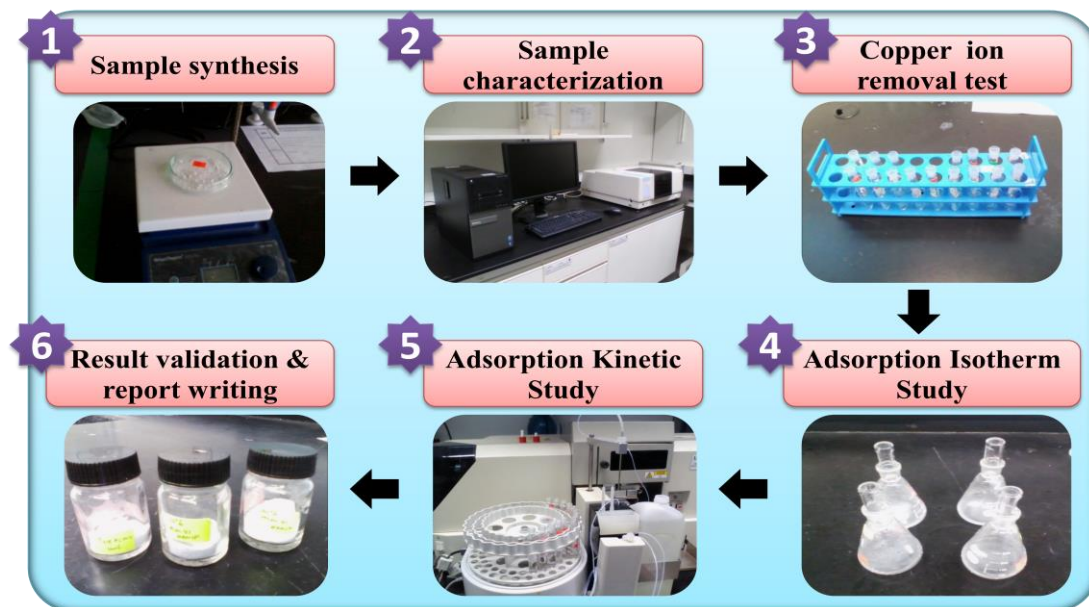 1
Sample synthesis
2
Sample
characterization
3
Copper ion
removal test
4
Adsorption Isotherm
Study
5
Adsorption Kinetic
Study
6
Result validation &
report writing